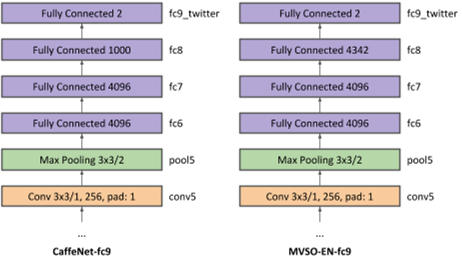 Fully Connected 2 fc9_twitter
Fully Connected 1000 fc8
Fully Connected 4096 fc7
Fully Connected 4096 fc6
Max Pooling 3x3/2 pool5
Conv 3x3/1, 256, pad: 1 conv5
...
CaffeNet-fc9
Fully Connected 2 fc9_twitter
Fully Connected 4342 fc8
Fully Connected 4096 fc7
Fully Connected 4096 fc6
Max Pooling 3x3/2 pool5
Conv 3x3/1, 256, pad: 1 conv5
...
MVSO-EN-fc9